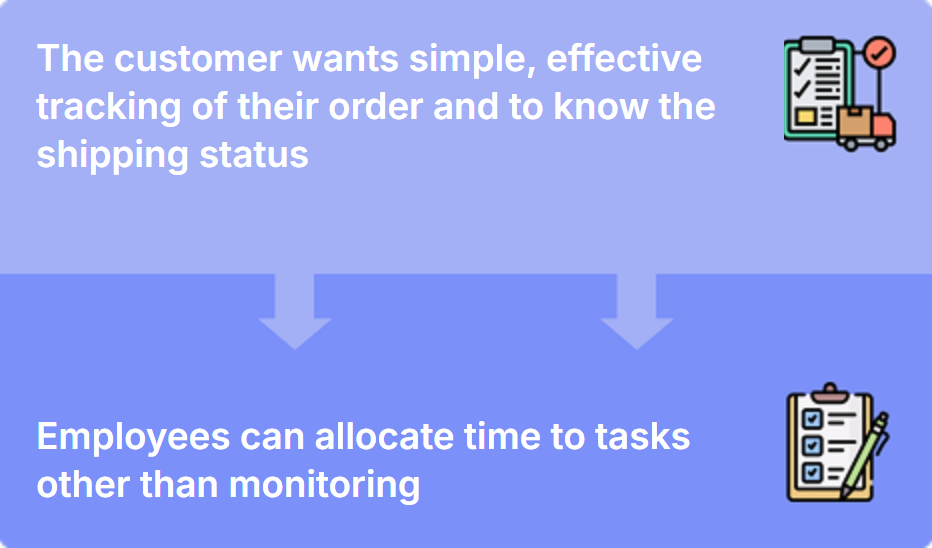 The customer wants simple, effective
tracking of their order and to know the
shipping status
Employees can allocate time to tasks
other than monitoring